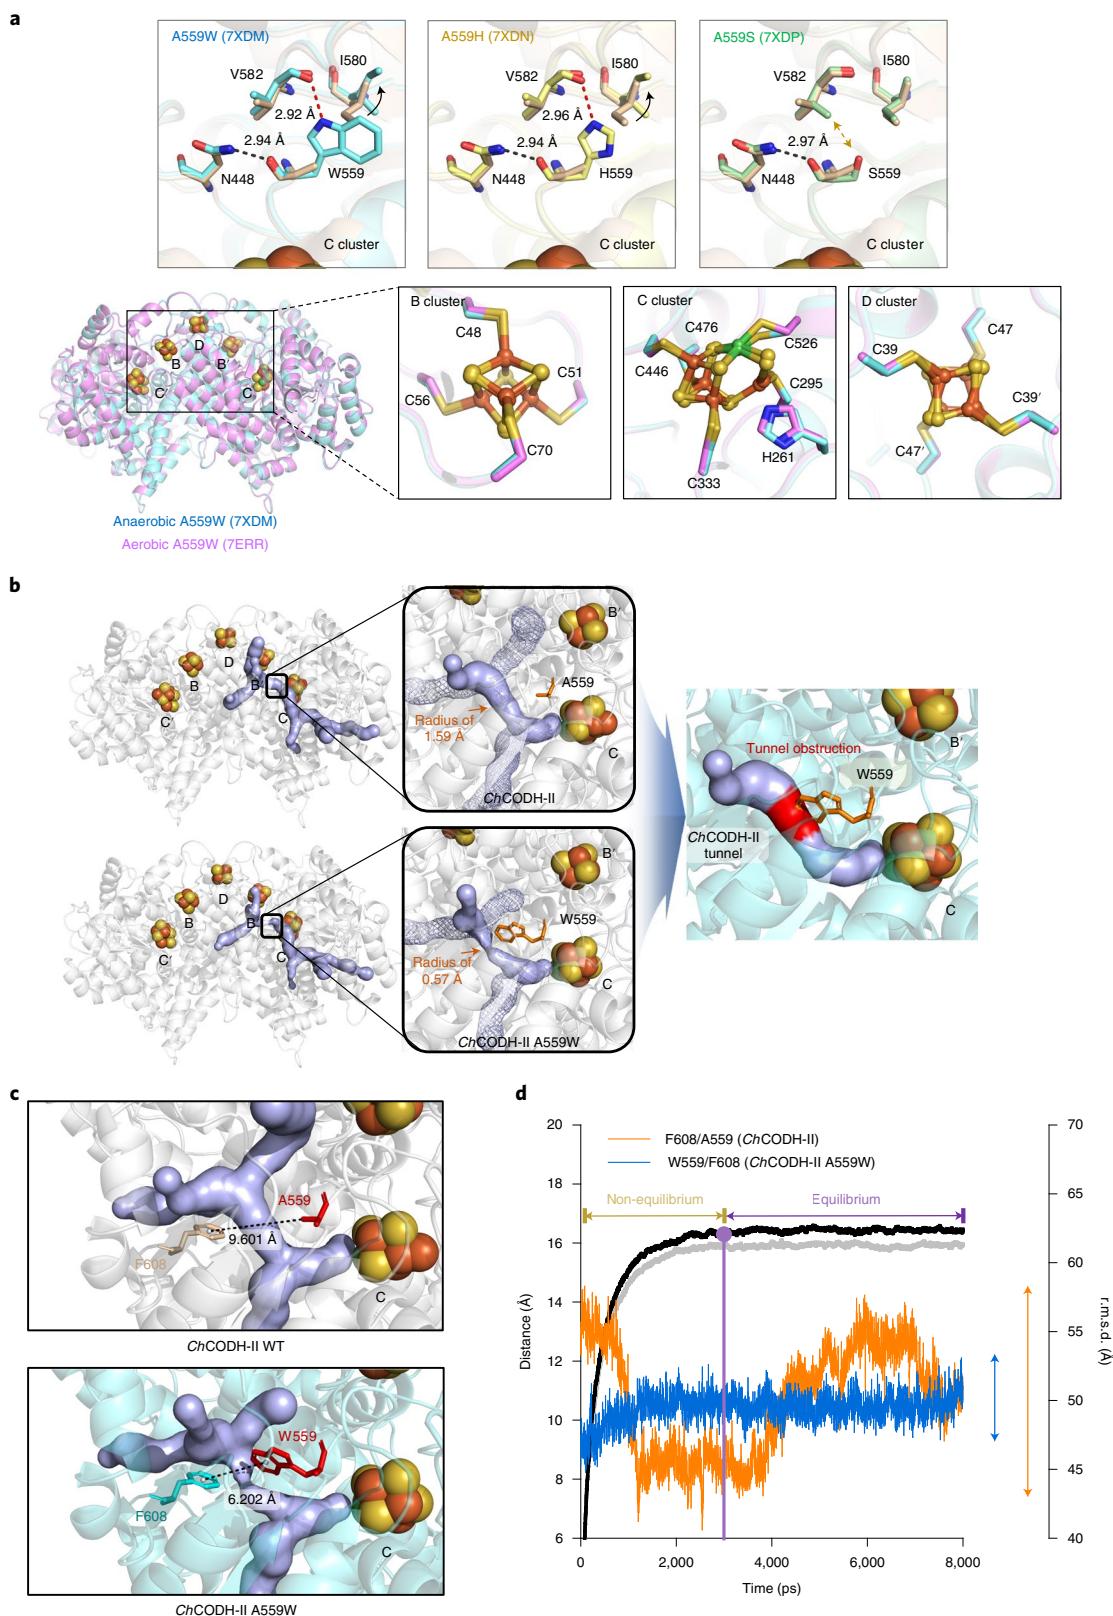 a
A559W (7XDM)
V582
I580
2.92 Å
2.94 Å
N448
W559
C cluster
A559H (7XDN)
V582
I580
2.96 Å
2.94 Å
N448
H559
C cluster
A559S (7XDP)
V582
I580
2.97 Å
N448
S559
C cluster
D
B
B′
C′
C
Anaerobic A559W (7XDM)
Aerobic A559W (7ERR)
B cluster
C48
C51
C56
C70
C cluster
C476
C526
C446
C295
H261
C333
D cluster
C47
C39
C39′
C47′
b
D
B
B′
C′
C
B′
A559
Radius of
1.59 Å
C
ChCODH-II
D
B
B′
C′
C
B′
W559
Radius of
0.57 Å
C
ChCODH-II A559W
Tunnel obstruction
B′
W559
ChCODH-II
tunnel
C
c
A559
9.601 Å
F608
C
ChCODH-II WT
W559
6.202 Å
F608
C
ChCODH-II A559W
d
F608/A559 (ChCODH-II)
W559/F608 (ChCODH-II A559W)
Non-equilibrium
Equilibrium
20
18
16
14
12
10
8
6
Distance (Å)
70
65
60
55
50
45
40
r.m.s.d. (Å)
0
2,000
4,000
6,000
8,000
Time (ps)